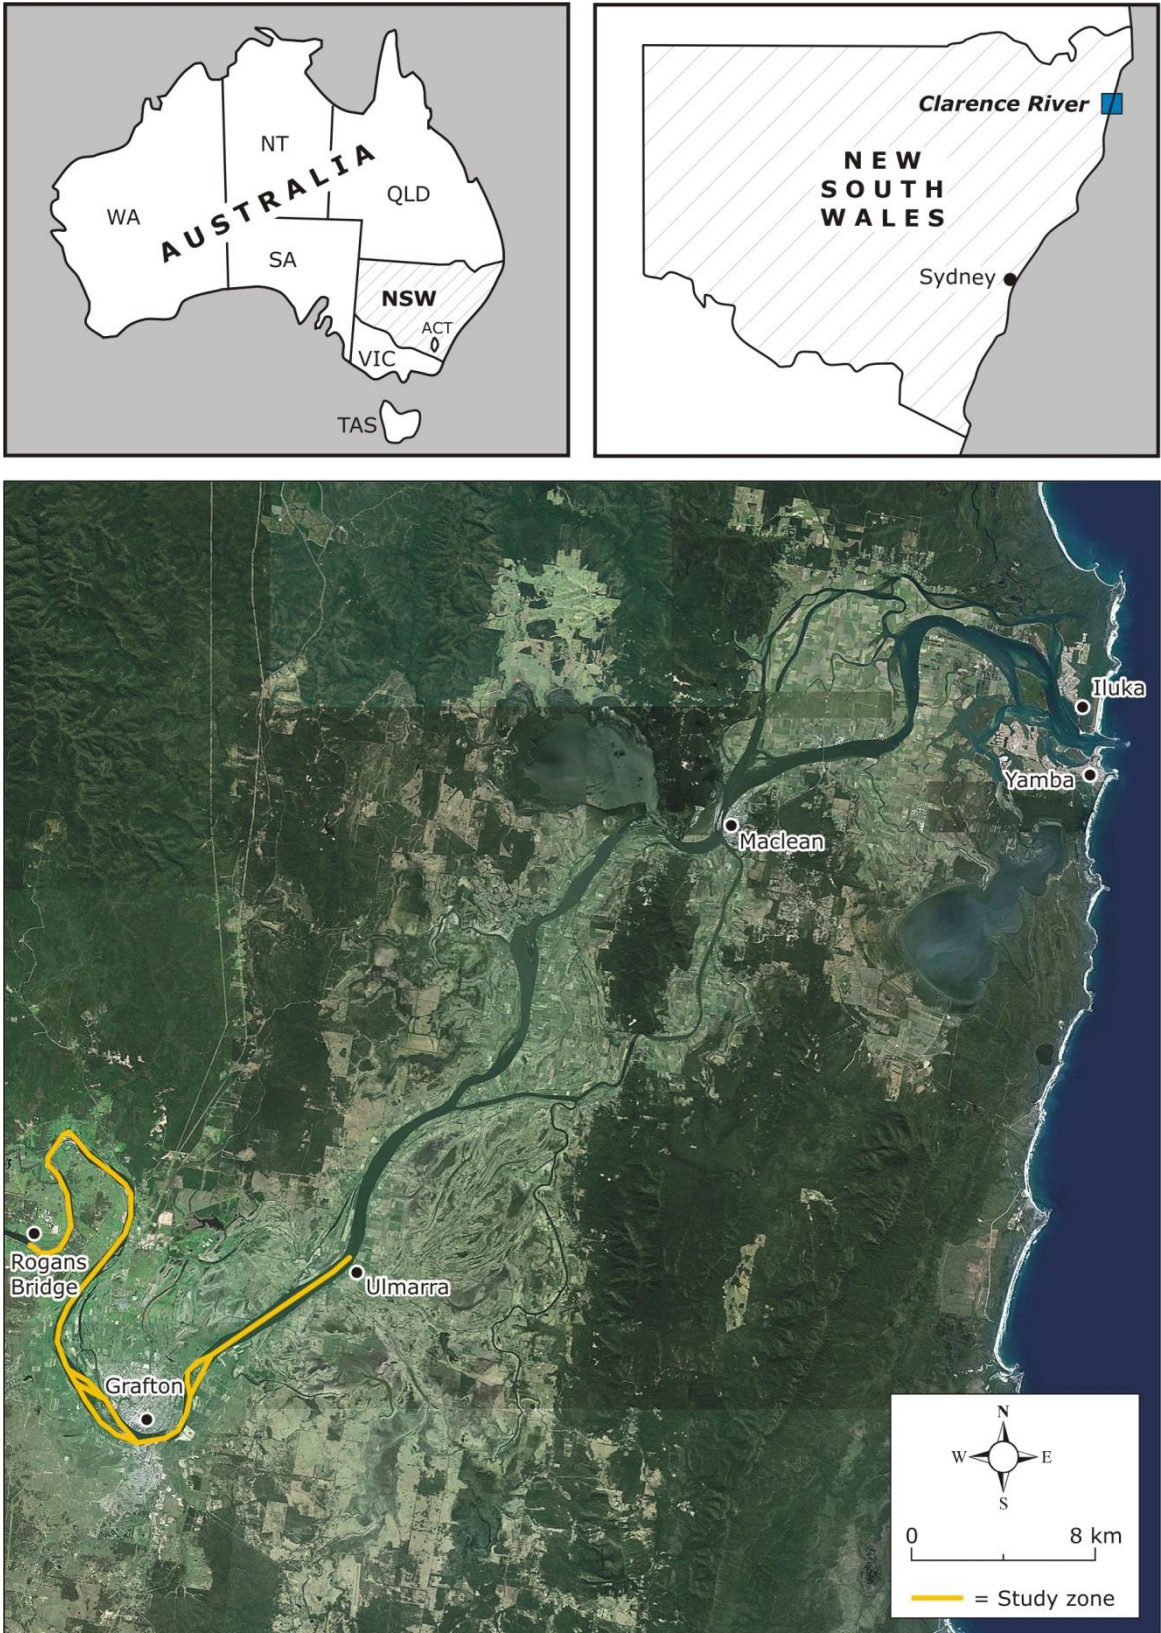 NT
AUSTRALIA
WA
QLD
SA
NSW
ACT
VIC
TAS
Clarence River
NEW
SOUTH
WALES
Sydney
Iluka
Yamba
Maclean
Rogans
Bridge
Ulmarra
Grafton
N
W
E
S
0
8 km
= Study zone